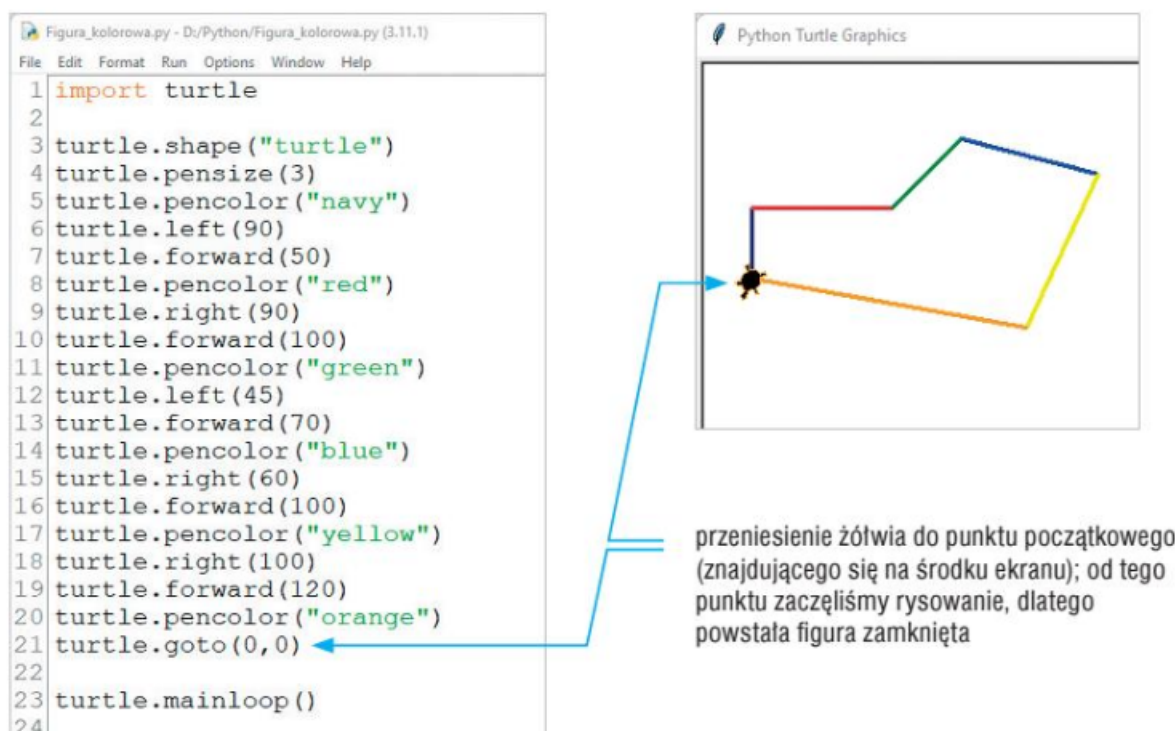 Figura_kolorowa.py - D:/Python/Figura_kolorowa.py (3.11.1)
File Edit Format Run Options Window Help
1 import turtle
2
3 turtle.shape("turtle")
4 turtle.pensize(3)
5 turtle.pencolor("navy")
6 turtle.left(90)
7 turtle.forward(50)
8 turtle.pencolor("red")
9 turtle.right(90)
10 turtle.forward(100)
11 turtle.pencolor("green")
12 turtle.left(45)
13 turtle.forward(70)
14 turtle.pencolor("blue")
15 turtle.right(60)
16 turtle.forward(100)
17 turtle.pencolor("yellow")
18 turtle.right(100)
19 turtle.forward(120)
20 turtle.pencolor("orange")
21 turtle.goto(0,0)
22
23 turtle.mainloop()
24
Python Turtle Graphics
przeniesienie żółwia do punktu początkowego
(znajdującego się na środku ekranu); od tego
punktu zaczęliśmy rysowanie, dlatego
powstała figura zamknięta